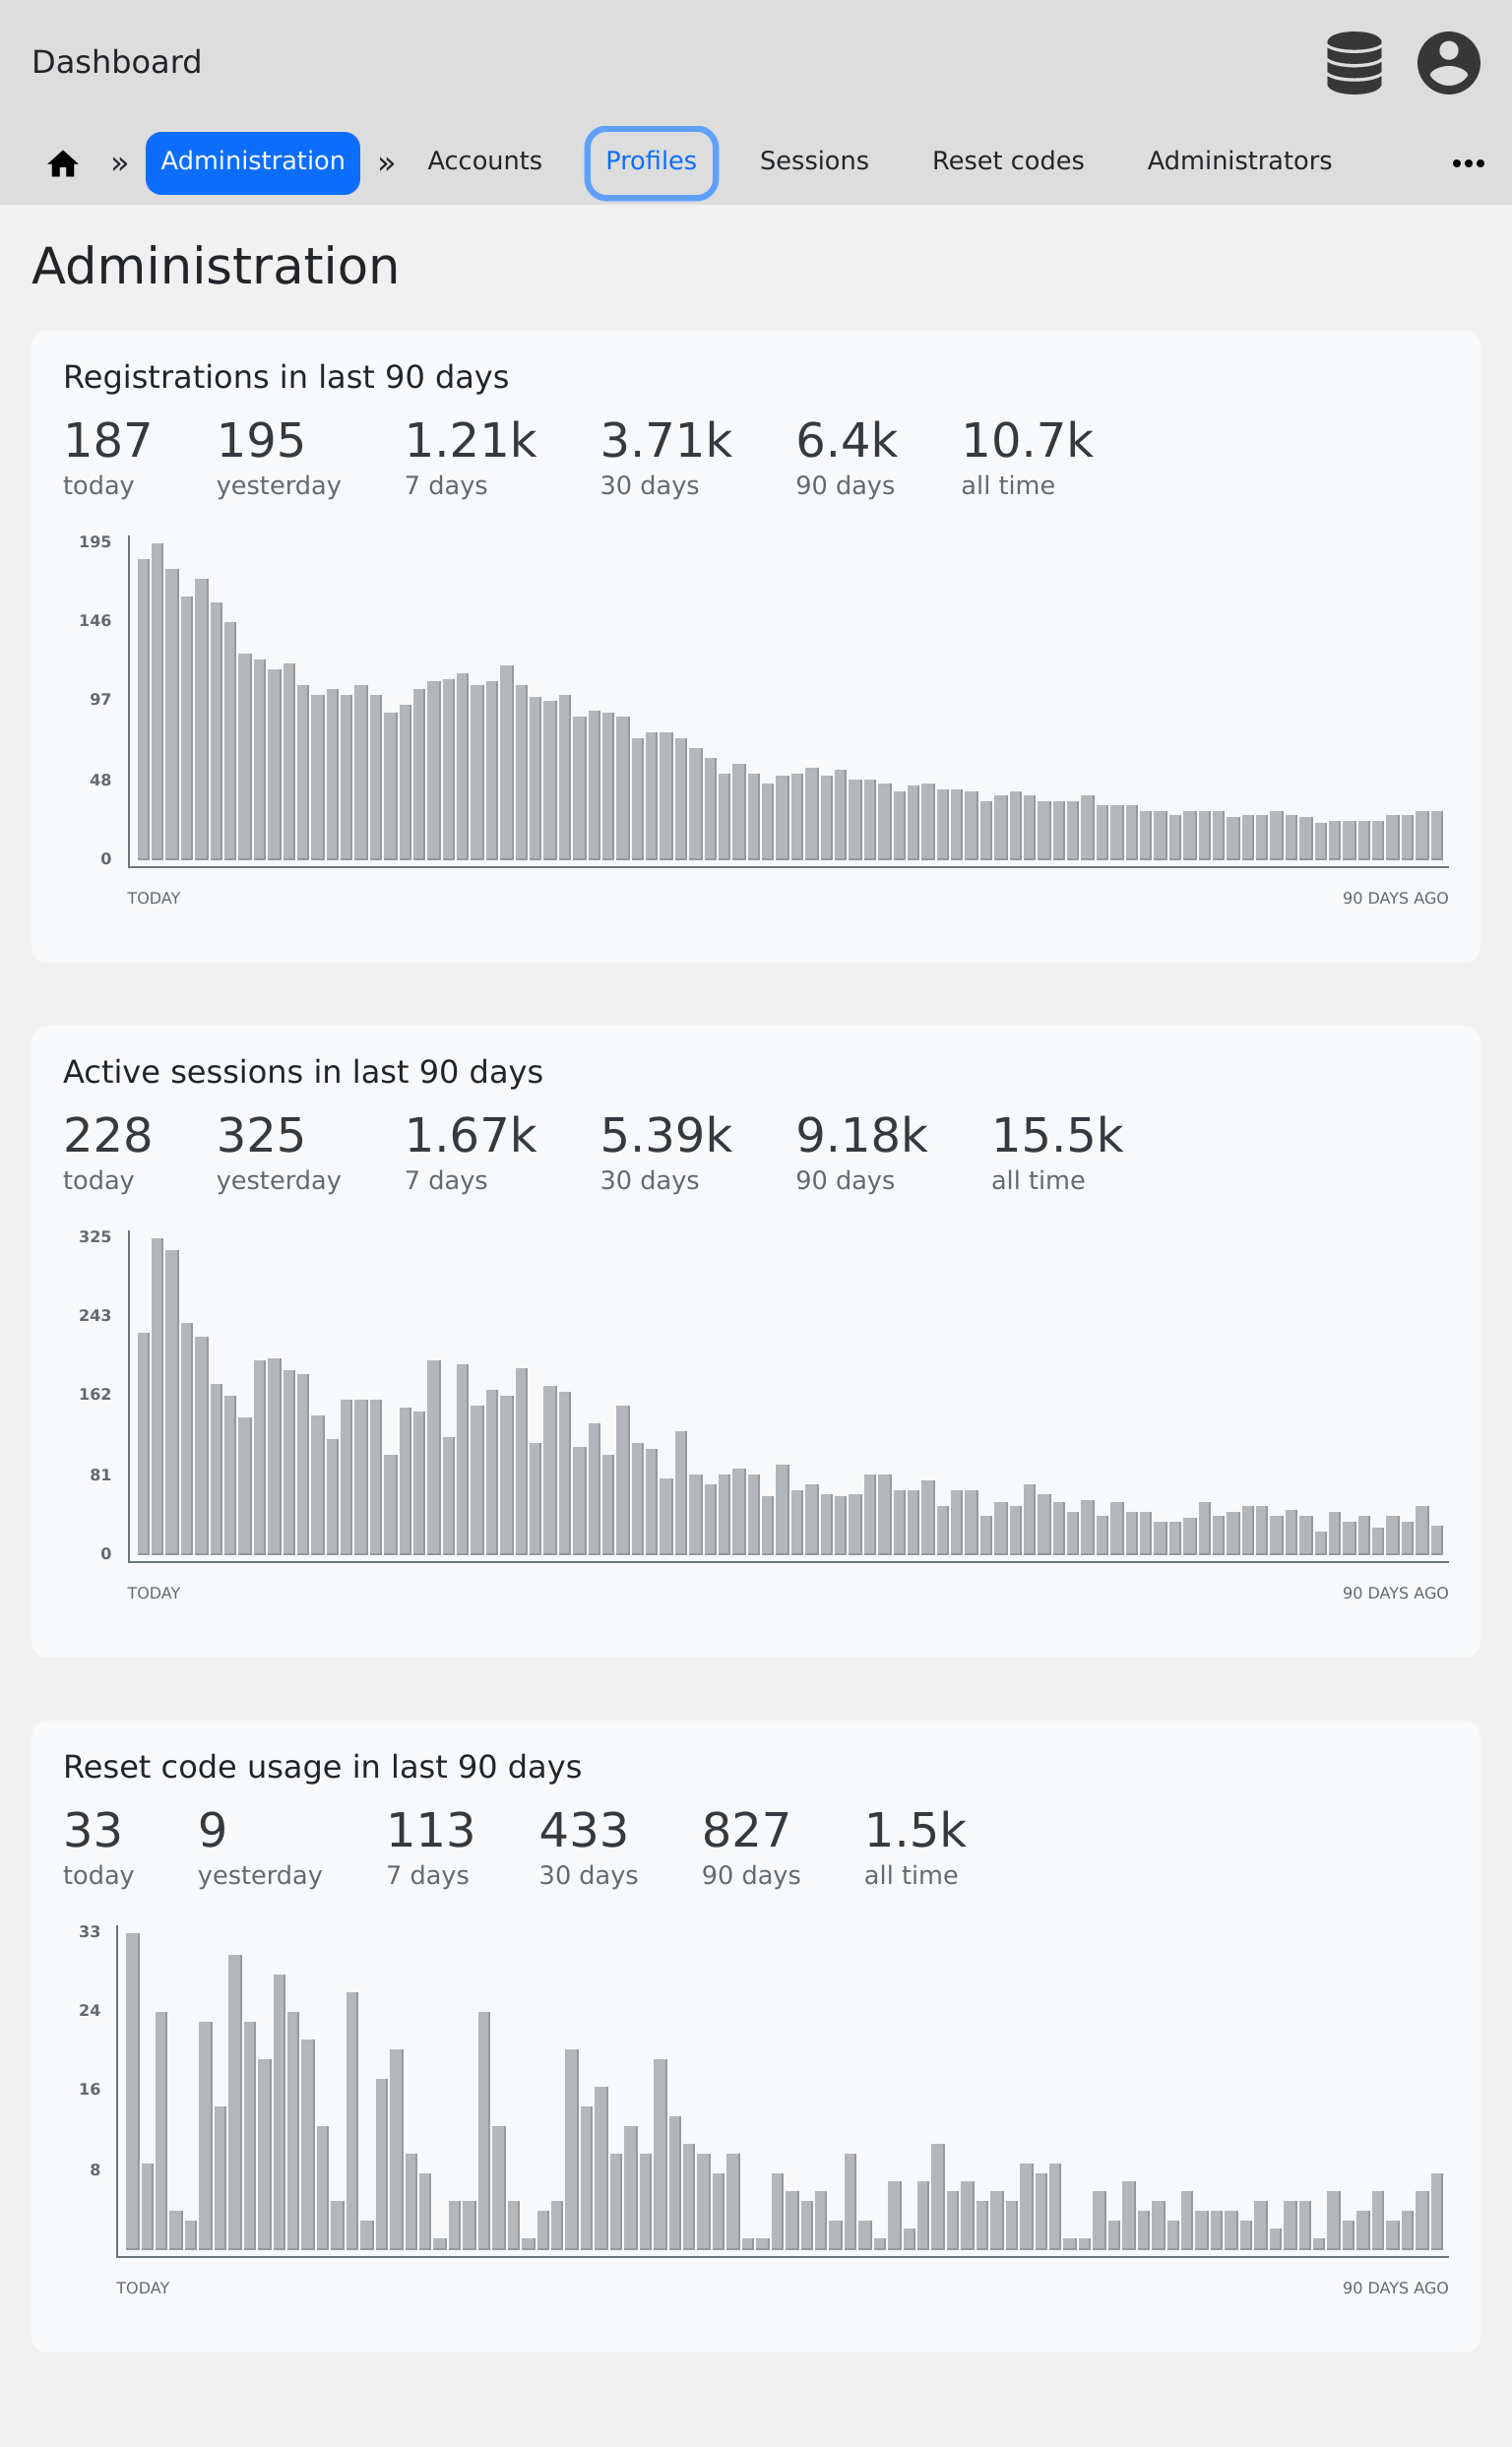 Dashboard
» Administration » Accounts Profiles Sessions Reset codes Administrators •••
Administration
Registrations in last 90 days
187 195 1.21k 3.71k 6.4k 10.7k
today yesterday 7 days 30 days 90 days all time
195
146
97
48
0
TODAY 90 DAYS AGO
Active sessions in last 90 days
228 325 1.67k 5.39k 9.18k 15.5k
today yesterday 7 days 30 days 90 days all time
325
243
162
81
0
TODAY 90 DAYS AGO
Reset code usage in last 90 days
33 9 113 433 827 1.5k
today yesterday 7 days 30 days 90 days all time
33
24
16
8
TODAY 90 DAYS AGO